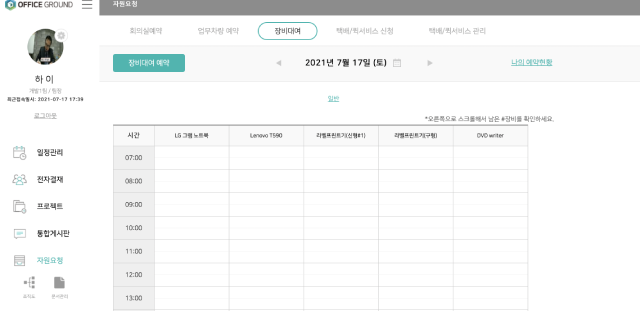 OFFICE GROUND
자원요청
회의실예약 업무차량 예약 장비대여 택배/퀵서비스 신청 택배/퀵서비스 관리
장비대여 예약
2021년 7월 17일 (토)
나의 예약현황
하 이
개발1팀 / 팀장
최근접속일시: 2021-07-17 17:39
로그아웃
일반
*오른쪽으로 스크롤해서 남은 #장비를 확인하세요.
시간 LG 그램 노트북 Lenovo T590 라벨프린트기(신형#1) 라벨프린트기(구형) DVD writer
07:00
08:00
09:00
10:00
11:00
12:00
13:00
일정관리
전자결재
프로젝트
통합게시판
자원요청
조직도 문서관리